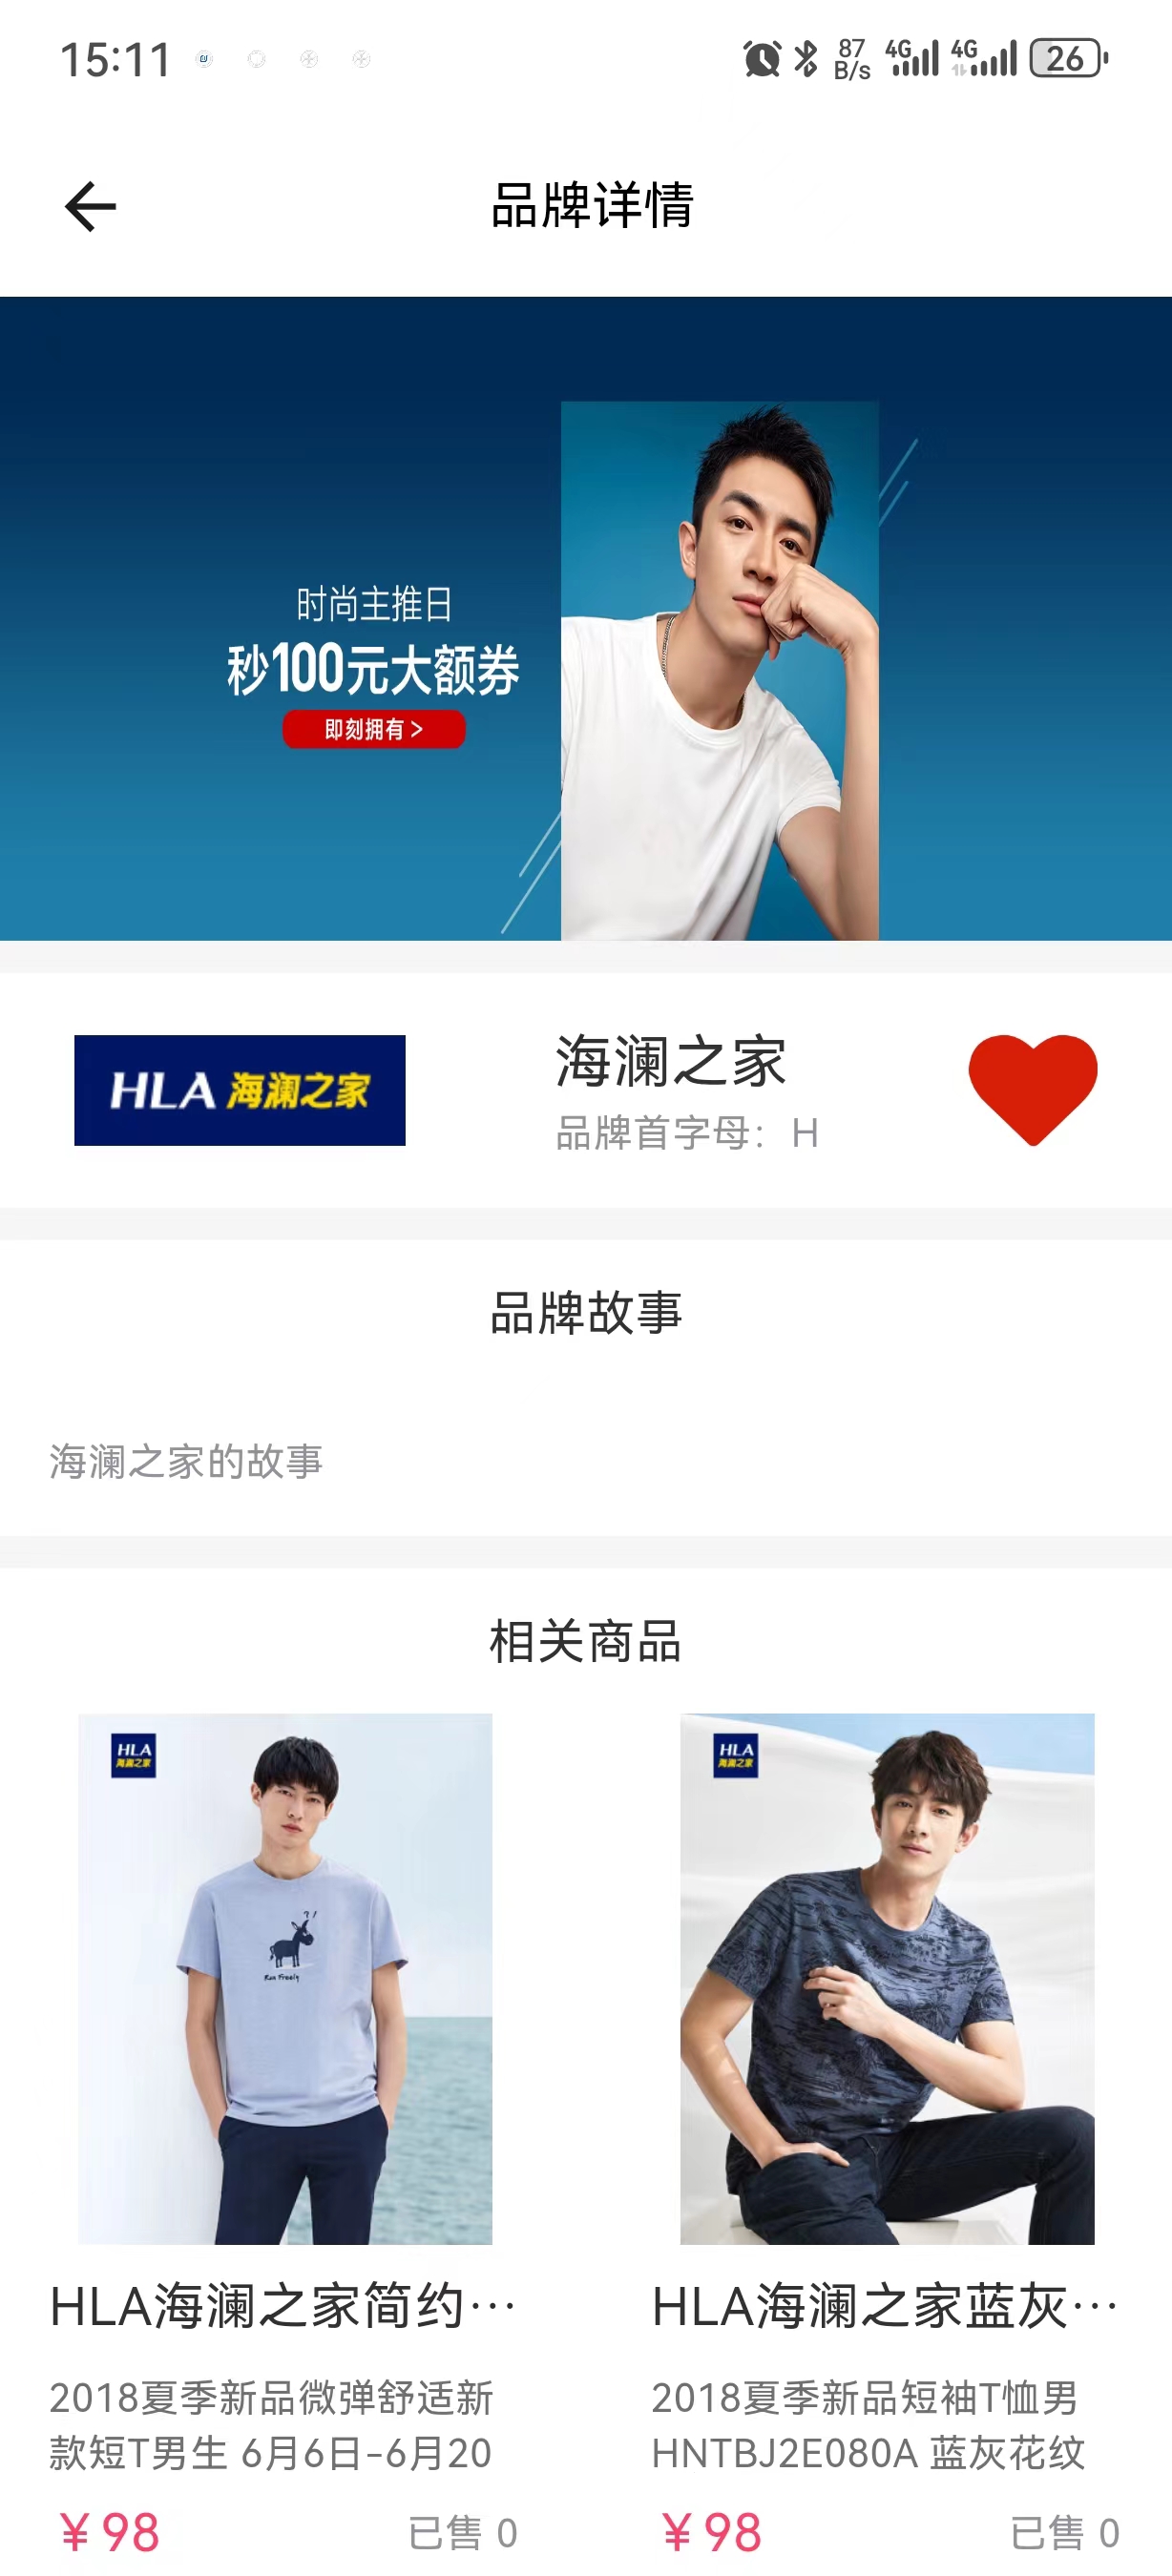 15:11
87
B/s
4G
4G
26
品牌详情
时尚主推日
秒100元大额券
即刻拥有 >
HLA 海澜之家
海澜之家
品牌首字母：H
品牌故事
海澜之家的故事
相关商品
HLA
海澜之家
?!
Run Freely
HLA海澜之家简约···
2018夏季新品微弹舒适新
款短T男生 6月6日-6月20
¥98
已售 0
HLA
海澜之家
HLA海澜之家蓝灰···
2018夏季新品短袖T恤男
HNTBJ2E080A 蓝灰花纹
¥98
已售 0